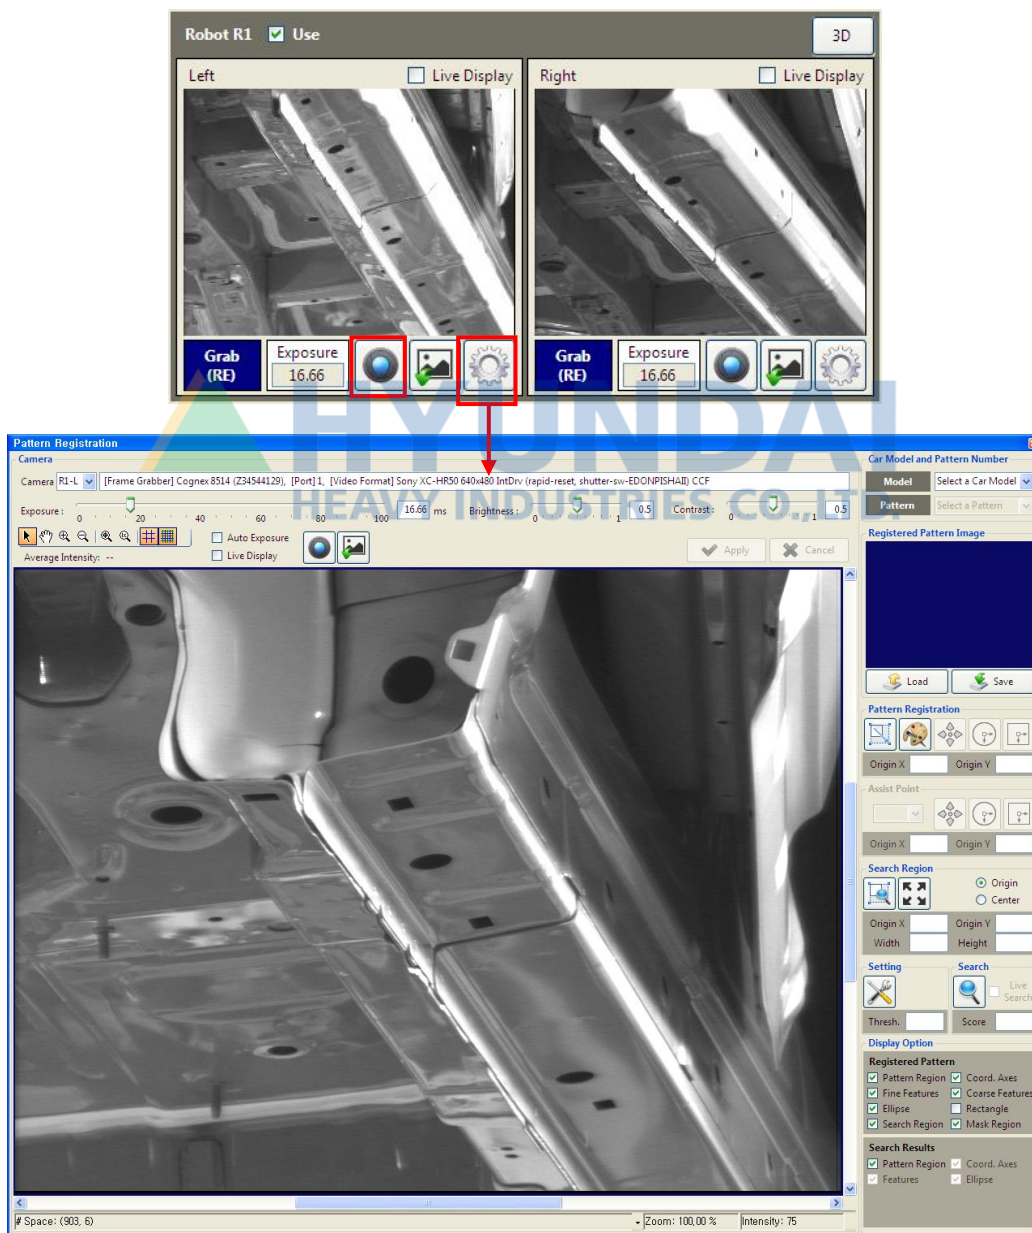 Robot R1 Use 3D
Left Live Display Right Live Display
Grab (RE) Exposure 16.66 Grab (RE) Exposure 16.66
HYUNDAI
HEAVY INDUSTRIES CO. LTD.
Pattern Registration
Camera
Camera R1-L [Frame Grabber] Cognex 8514 (Z34544129), [Port] 1, [Video Format] Sony XC-HR50 640x480 IntDrv (rapid-reset, shutter-sw-EDONPISHAII) CCF
Exposure : 0 20 40 60 80 100 16.66 ms Brightness : 0 1 0.5 Contrast : 0 1 0.5
Auto Exposure
Live Display
Average Intensity: --
Apply Cancel
Car Model and Pattern Number
Model Select a Car Model
Pattern Select a Pattern
Registered Pattern Image
Load Save
Pattern Registration
Origin X Origin Y
Assist Point
Origin X Origin Y
Search Region
Origin
Center
Origin X Origin Y
Width Height
Setting Search
Live Search
Thresh. Score
Display Option
Registered Pattern
Pattern Region Coord. Axes
Fine Features Coarse Features
Ellipse Rectangle
Search Region Mask Region
Search Results
Pattern Region Coord. Axes
Features Ellipse
# Space: (903, 6) Zoom: 100,00 % Intensity: 75